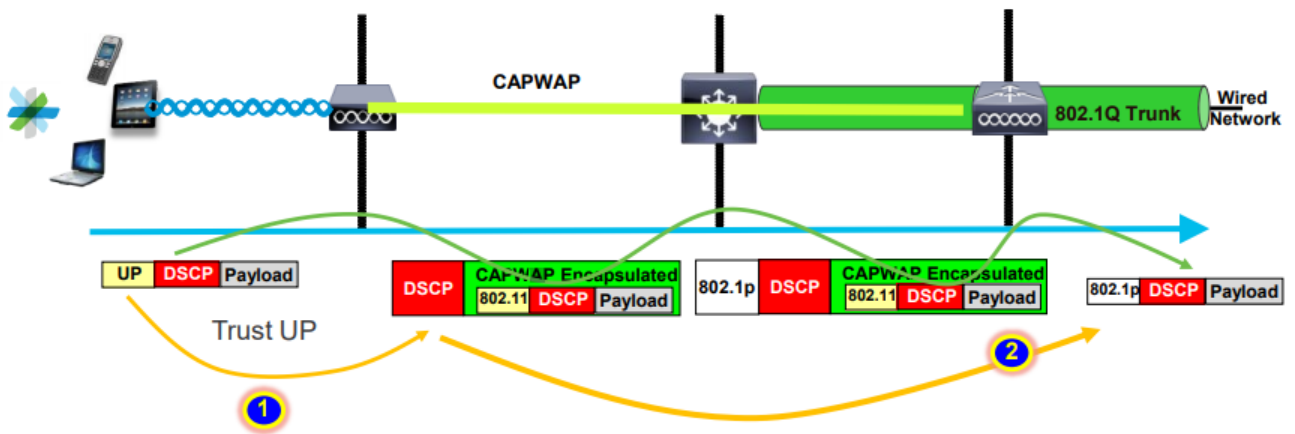 CAPWAP
802.1Q Trunk
Wired
Network
UP DSCP Payload
DSCP
CAPWAP Encapsulated
802.11 DSCP Payload
802.1p DSCP
CAPWAP Encapsulated
802.11 DSCP Payload
802.1p DSCP Payload
Trust UP
1
2